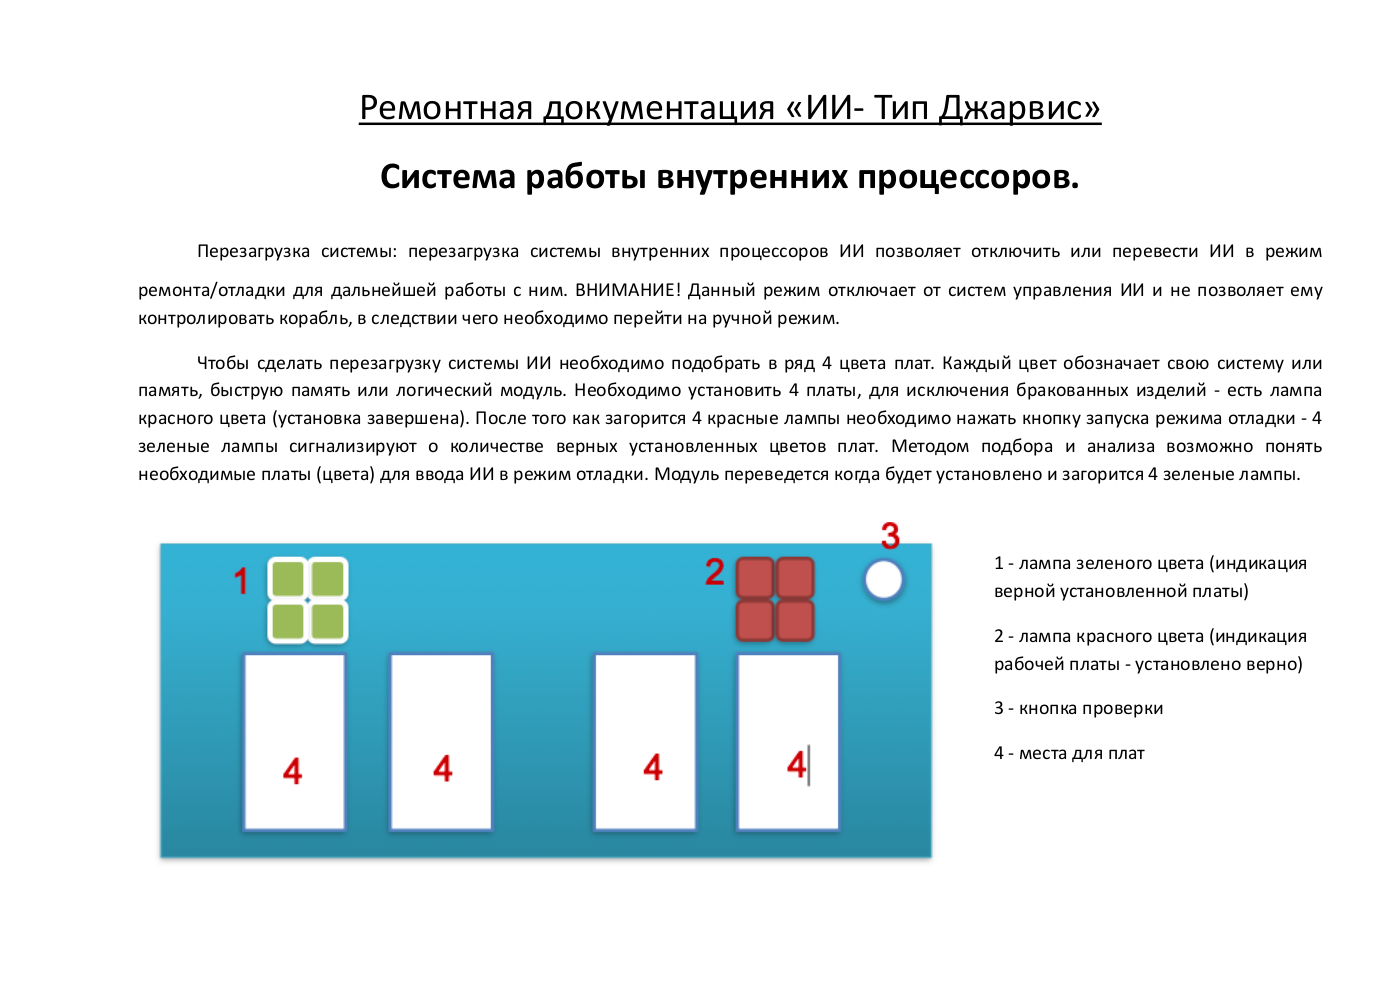 Ремонтная документация «ИИ- Тип Джарвис»
Система работы внутренних процессоров.
Перезагрузка системы: перезагрузка системы внутренних процессоров ИИ позволяет отключить или перевести ИИ в режим
ремонта/отладки для дальнейшей работы с ним. ВНИМАНИЕ! Данный режим отключает от систем управления ИИ и не позволяет ему
контролировать корабль, в следствии чего необходимо перейти на ручной режим.
Чтобы сделать перезагрузку системы ИИ необходимо подобрать в ряд 4 цвета плат. Каждый цвет обозначает свою систему или
память, быструю память или логический модуль. Необходимо установить 4 платы, для исключения бракованных изделий - есть лампа
красного цвета (установка завершена). После того как загорится 4 красные лампы необходимо нажать кнопку запуска режима отладки - 4
зеленые лампы сигнализируют о количестве верных установленных цветов плат. Методом подбора и анализа возможно понять
необходимые платы (цвета) для ввода ИИ в режим отладки. Модуль переведется когда будет установлено и загорится 4 зеленые лампы.
1
2
3
4
4
4
4
1 - лампа зеленого цвета (индикация
верной установленной платы)
2 - лампа красного цвета (индикация
рабочей платы - установлено верно)
3 - кнопка проверки
4 - места для плат